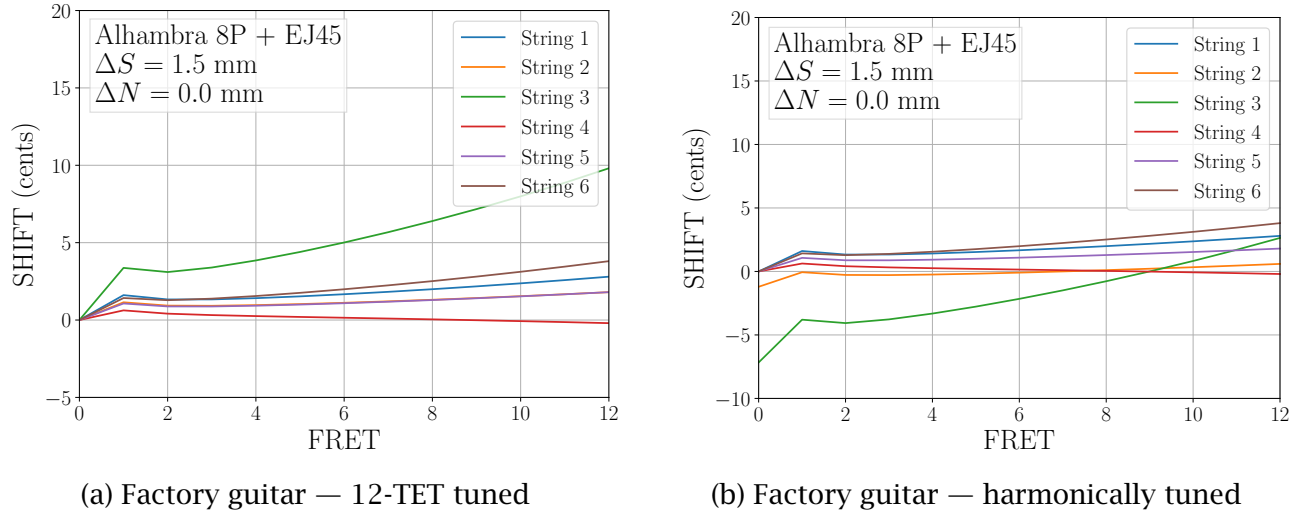 Alhambra 8P + EJ45
ΔS = 1.5 mm
ΔN = 0.0 mm
String 1
String 2
String 3
String 4
String 5
String 6
SHIFT (cents)
20
15
10
5
0
−5
0 2 4 6 8 10 12
FRET
(a) Factory guitar — 12-TET tuned
Alhambra 8P + EJ45
ΔS = 1.5 mm
ΔN = 0.0 mm
String 1
String 2
String 3
String 4
String 5
String 6
SHIFT (cents)
20
15
10
5
0
−5
−10
0 2 4 6 8 10 12
FRET
(b) Factory guitar — harmonically tuned